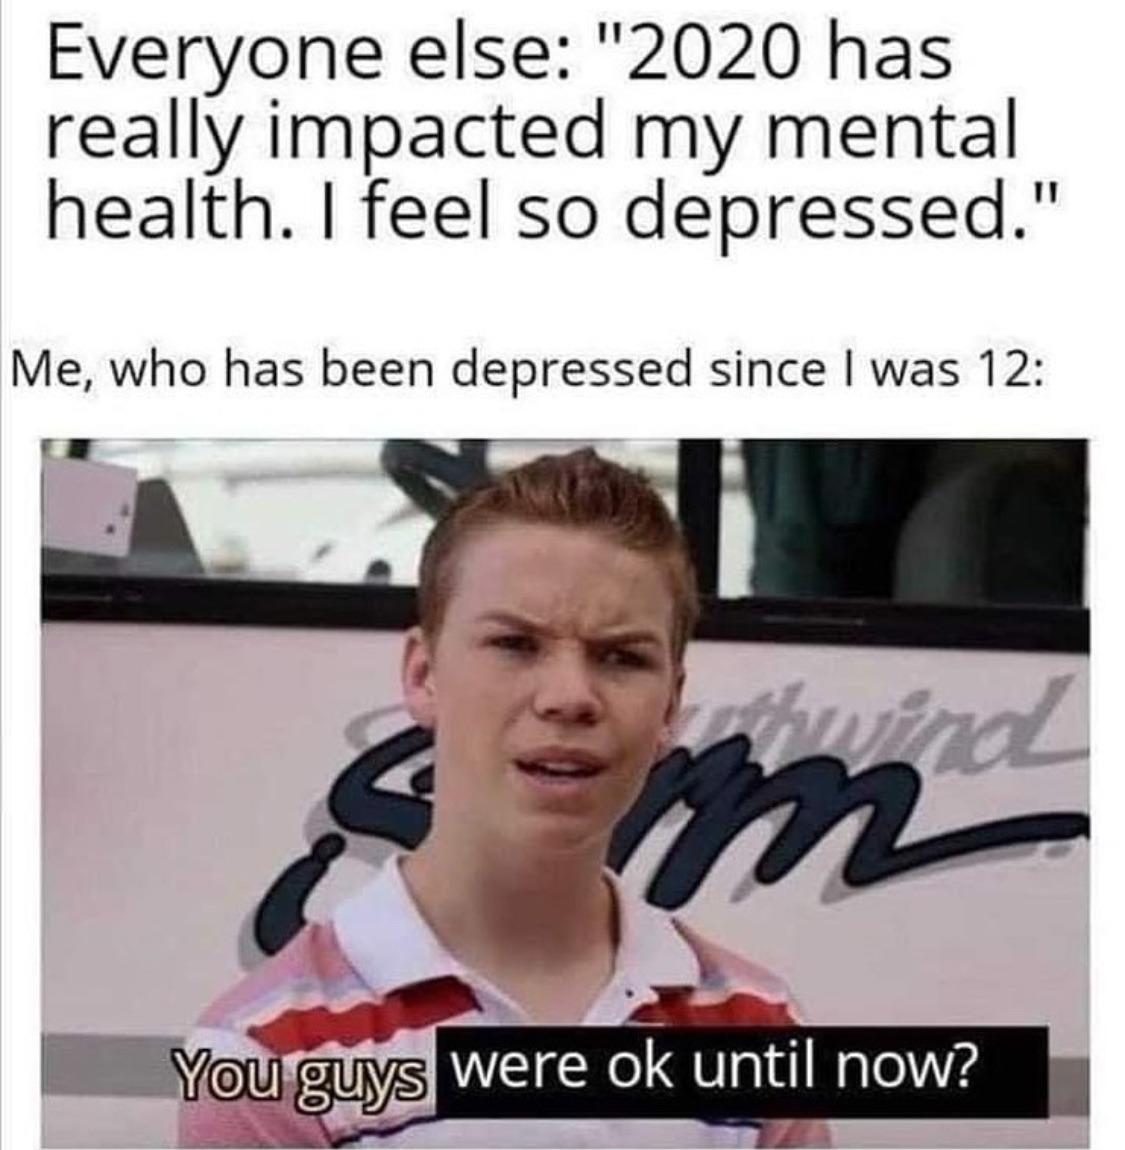 Everyone else: "2020 has
really impacted my mental
health. I feel so depressed."
Me, who has been depressed since I was 12:
thwind
You guys were ok until now?